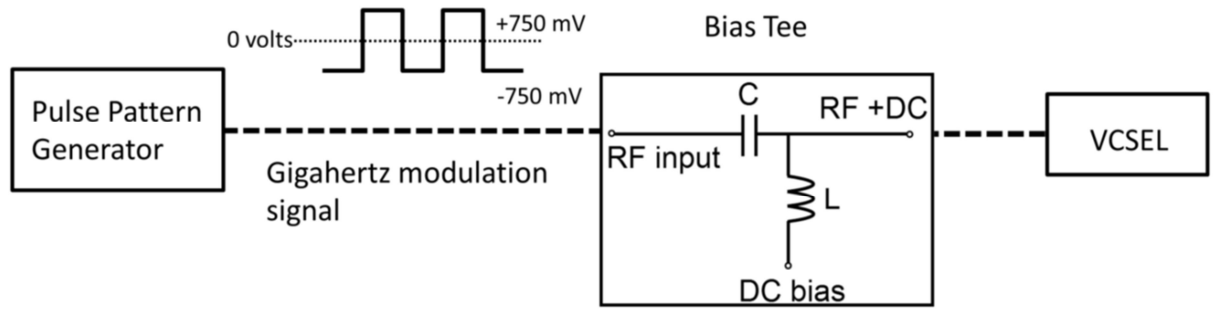 +750 mV
0 volts
-750 mV
Bias Tee
Pulse Pattern
Generator
Gigahertz modulation
signal
C
RF +DC
RF input
L
DC bias
VCSEL